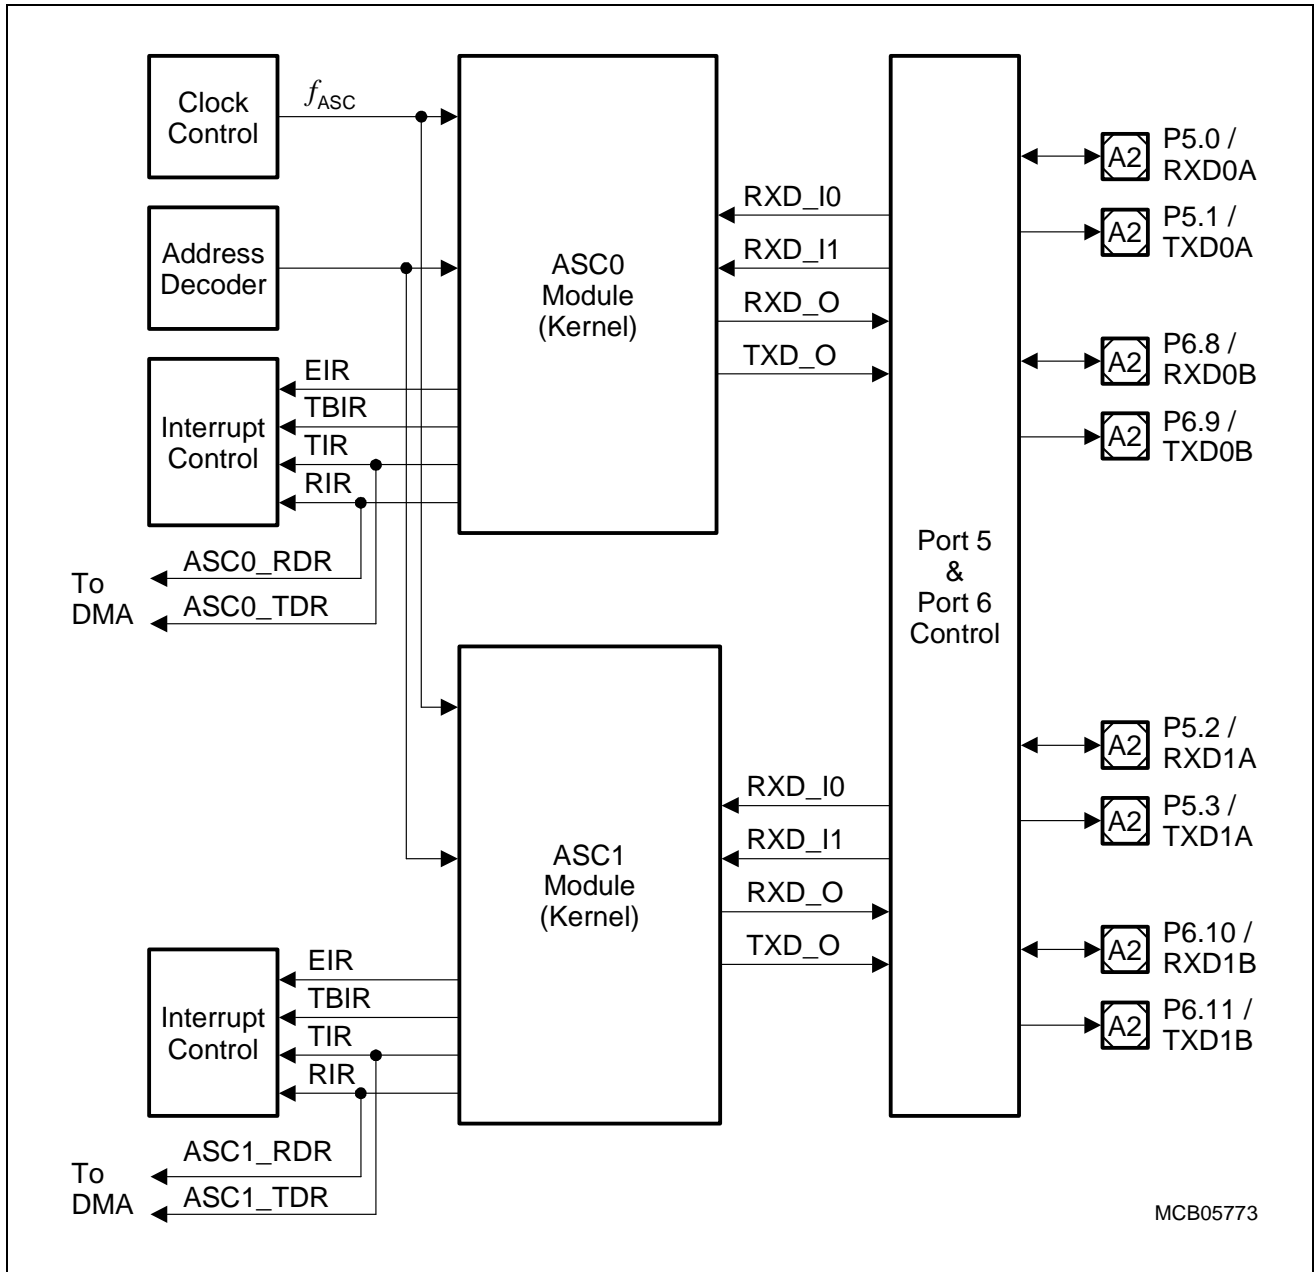 Clock
Control
fASC
Address
Decoder
ASC0
Module
(Kernel)
RXD_I0
RXD_I1
RXD_O
TXD_O
Interrupt
Control
EIR
TBIR
TIR
RIR
To
DMA
ASC0_RDR
ASC0_TDR
Port 5
&
Port 6
Control
A2
P5.0 /
RXD0A
A2
P5.1 /
TXD0A
A2
P6.8 /
RXD0B
A2
P6.9 /
TXD0B
ASC1
Module
(Kernel)
RXD_I0
RXD_I1
RXD_O
TXD_O
A2
P5.2 /
RXD1A
A2
P5.3 /
TXD1A
A2
P6.10 /
RXD1B
A2
P6.11 /
TXD1B
Interrupt
Control
EIR
TBIR
TIR
RIR
To
DMA
ASC1_RDR
ASC1_TDR
MCB05773